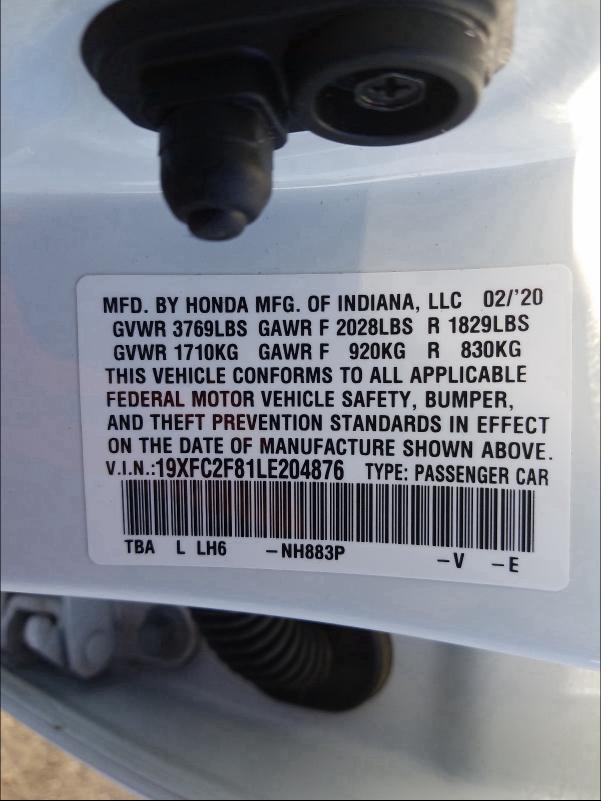 MFD. BY HONDA MFG. OF INDIANA, LLC 02/'20
GVWR 3769LBS GAWR F 2028LBS R 1829LBS
GVWR 1710KG GAWR F 920KG R 830KG
THIS VEHICLE CONFORMS TO ALL APPLICABLE
FEDERAL MOTOR VEHICLE SAFETY, BUMPER,
AND THEFT PREVENTION STANDARDS IN EFFECT
ON THE DATE OF MANUFACTURE SHOWN ABOVE.
V.I.N.:19XFC2F81LE204876 TYPE: PASSENGER CAR
TBA L LH6 -NH883P -V -E